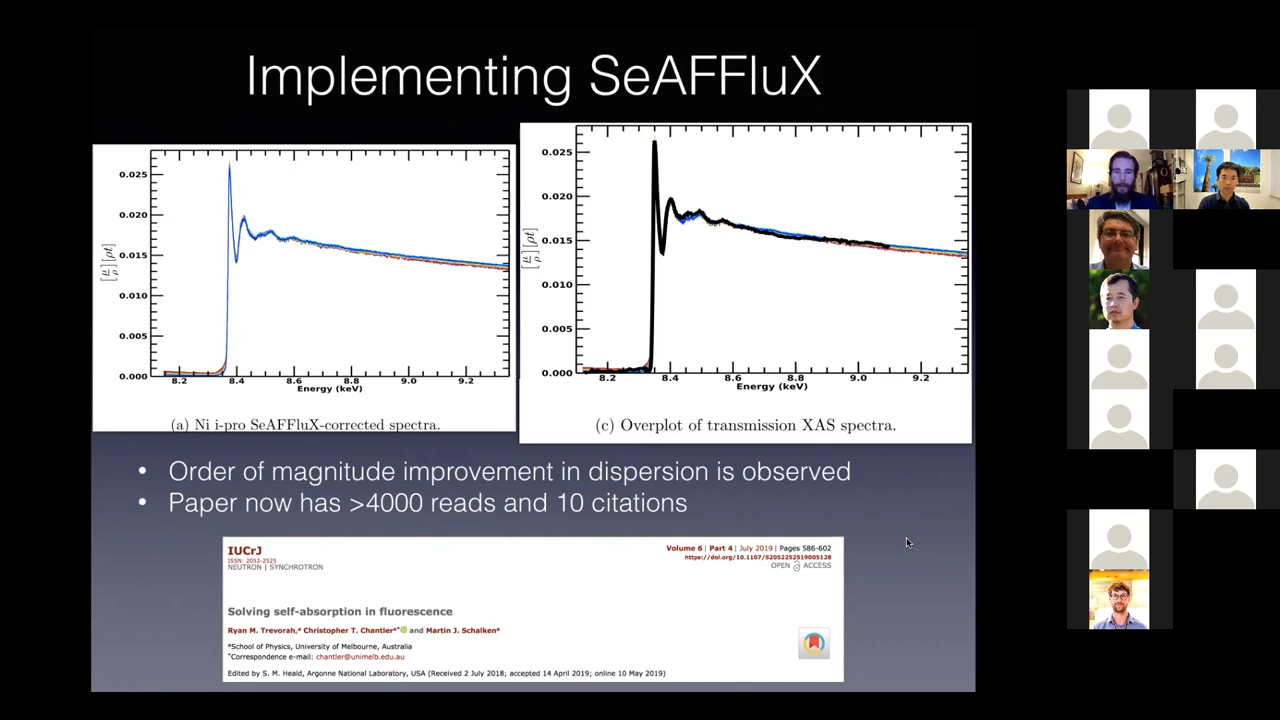 Implementing SeAFFluX
0.025
0.020
0.015
0.010
0.005
0.000
[μ/ρ][ρt]
8.2 8.4 8.6 8.8 9.0 9.2
Energy (keV)
(a) Ni i-pro SeAFFluX-corrected spectra.
0.025
0.020
0.015
0.010
0.005
0.000
[μ/ρ][ρt]
8.2 8.4 8.6 8.8 9.0 9.2
Energy (keV)
(c) Overplot of transmission XAS spectra.
• Order of magnitude improvement in dispersion is observed
• Paper now has >4000 reads and 10 citations
IUCrJ
ISSN: 2052-2525
NEUTRON | SYNCHROTRON
Volume 6 | Part 4 | July 2019 | Pages 586-602
https://doi.org/10.1107/S2052252519005128
OPEN ACCESS
Solving self-absorption in fluorescence
Ryan M. Trevorah,a Christopher T. Chantlera* and Martin J. Schalkena
aSchool of Physics, University of Melbourne, Australia
*Correspondence e-mail: chantler@unimelb.edu.au
Edited by S. M. Heald, Argonne National Laboratory, USA (Received 2 July 2018; accepted 14 April 2019; online 10 May 2019)